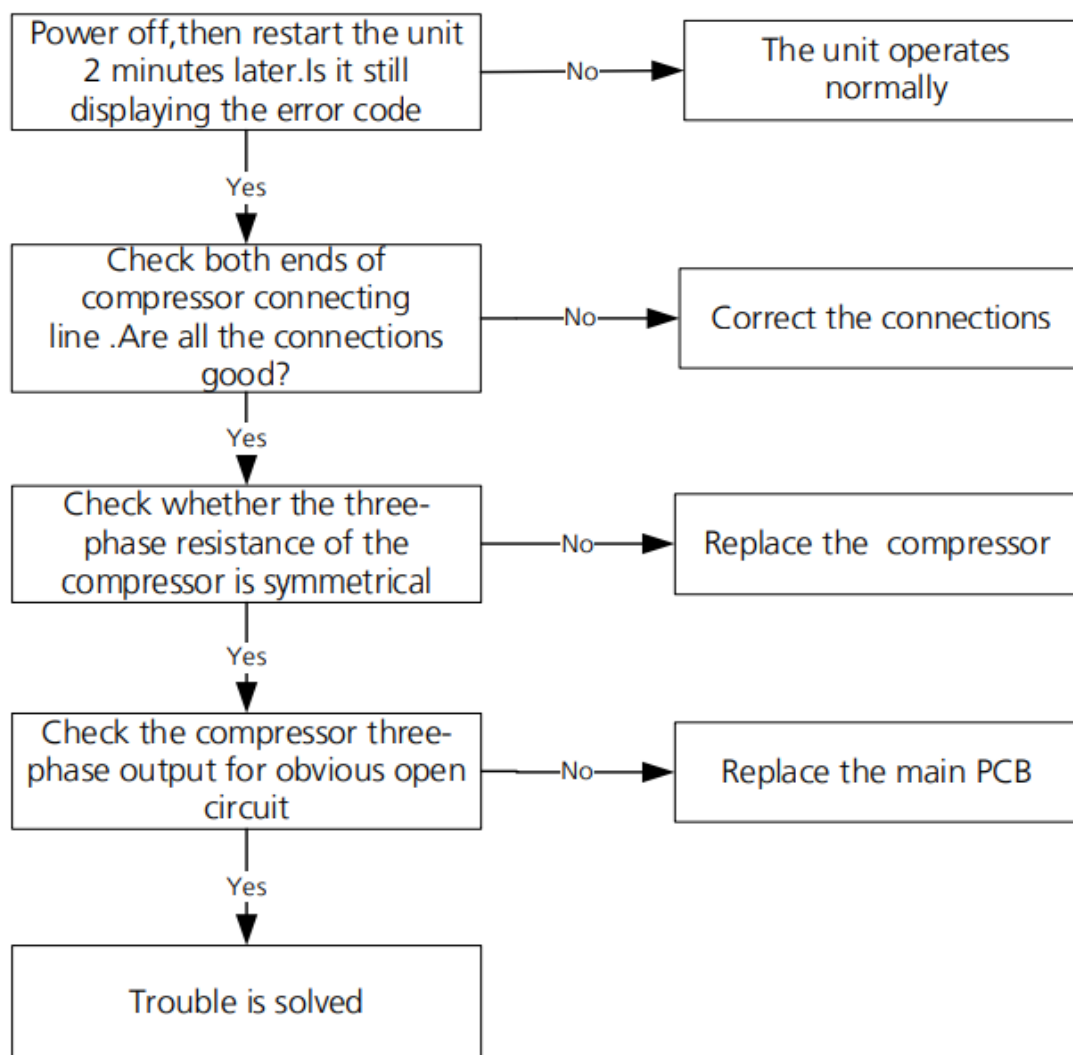 Power off,then restart the unit
2 minutes later.Is it still
displaying the error code
No
The unit operates
normally
Yes
Check both ends of
compressor connecting
line .Are all the connections
good?
No
Correct the connections
Yes
Check whether the three-
phase resistance of the
compressor is symmetrical
No
Replace the  compressor
Yes
Check the compressor three-
phase output for obvious open
circuit
No
Replace the main PCB
Yes
Trouble is solved